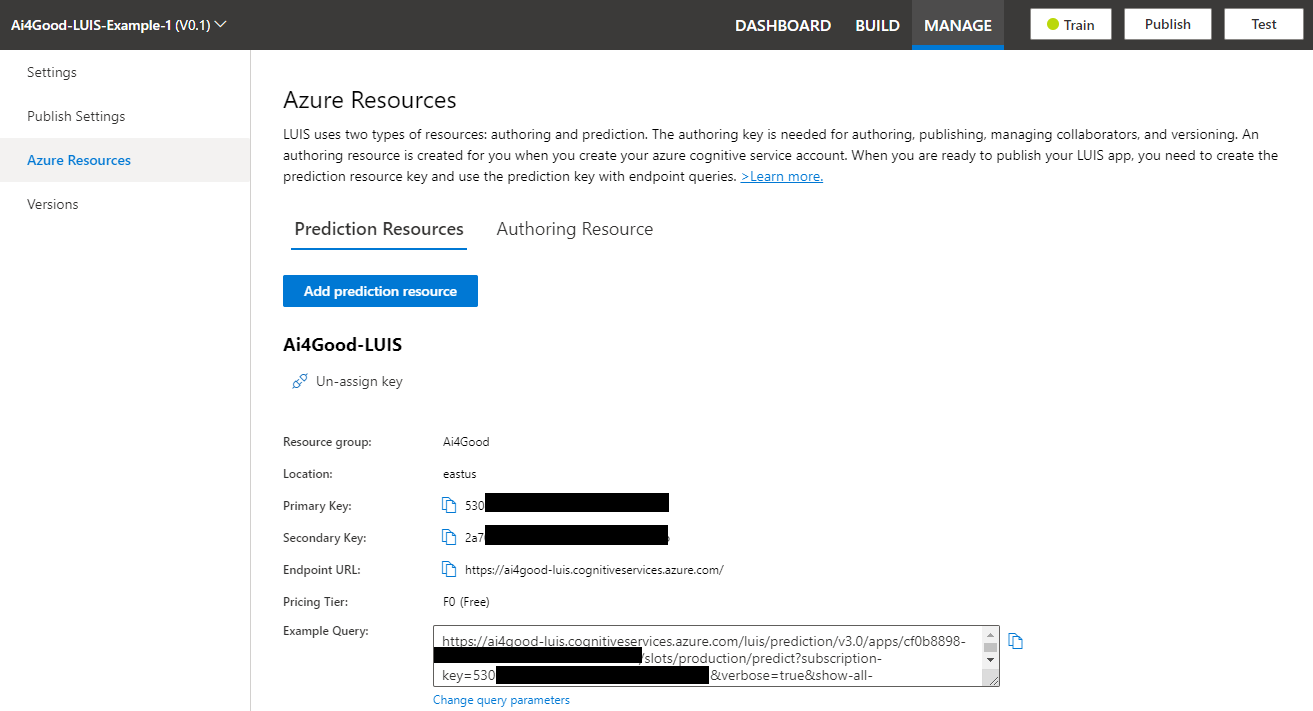 Ai4Good-LUIS-Example-1 (V0.1)
DASHBOARD
BUILD
MANAGE
Train
Publish
Test
Settings
Publish Settings
Azure Resources
Versions
Azure Resources
LUIS uses two types of resources: authoring and prediction. The authoring key is needed for authoring, publishing, managing collaborators, and versioning. An
authoring resource is created for you when you create your azure cognitive service account. When you are ready to publish your LUIS app, you need to create the
prediction resource key and use the prediction key with endpoint queries. >Learn more.
Prediction Resources
Authoring Resource
Add prediction resource
Ai4Good-LUIS
Un-assign key
Resource group: Ai4Good
Location: eastus
Primary Key: 530
Secondary Key: 2a7
Endpoint URL: https://ai4good-luis.cognitiveservices.azure.com/
Pricing Tier: F0 (Free)
Example Query:
https://ai4good-luis.cognitiveservices.azure.com/luis/prediction/v3.0/apps/cf0b8898-
/slots/production/predict?subscription-
key=530 &verbose=true&show-all-
Change query parameters